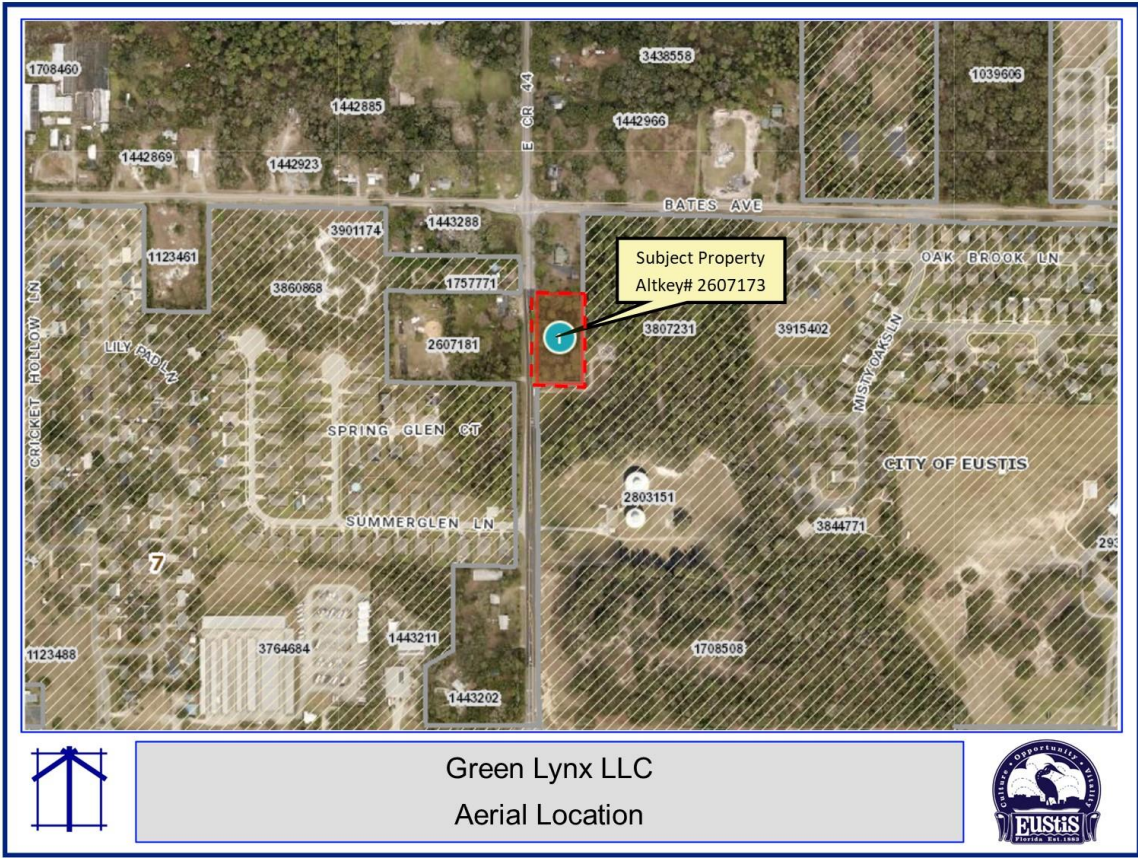 3438558
1708460
1039606
1442885
E CR 44
1442966
1442869
1442923
BATES AVE
1443288
3901174
1123461
OAK BROOK LN
Subject Property
Altkey# 2607173
1757771
3860868
3807231
3915402
2607181
LILY PAD LN
CRICKET HOLLOW LN
MISTY OAKS LN
SPRING GLEN CT
CITY OF EUSTIS
2803151
SUMMERGLEN LN
3844771
7
1443211
3764684
1708508
1123488
1443202
Green Lynx LLC
Aerial Location
Culture • Opportunity • Vitality
EUSTIS
Florida Est. 1883